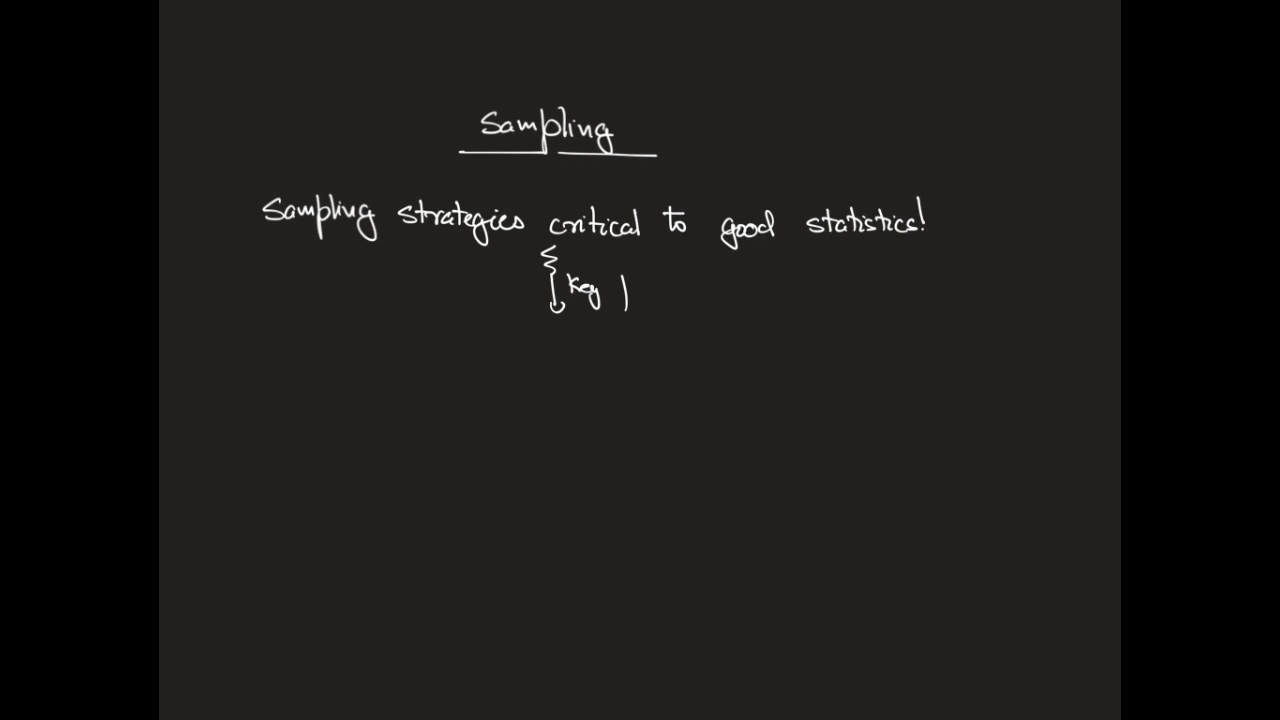 Sampling
Sampling strategies critical to good statistics!
Key